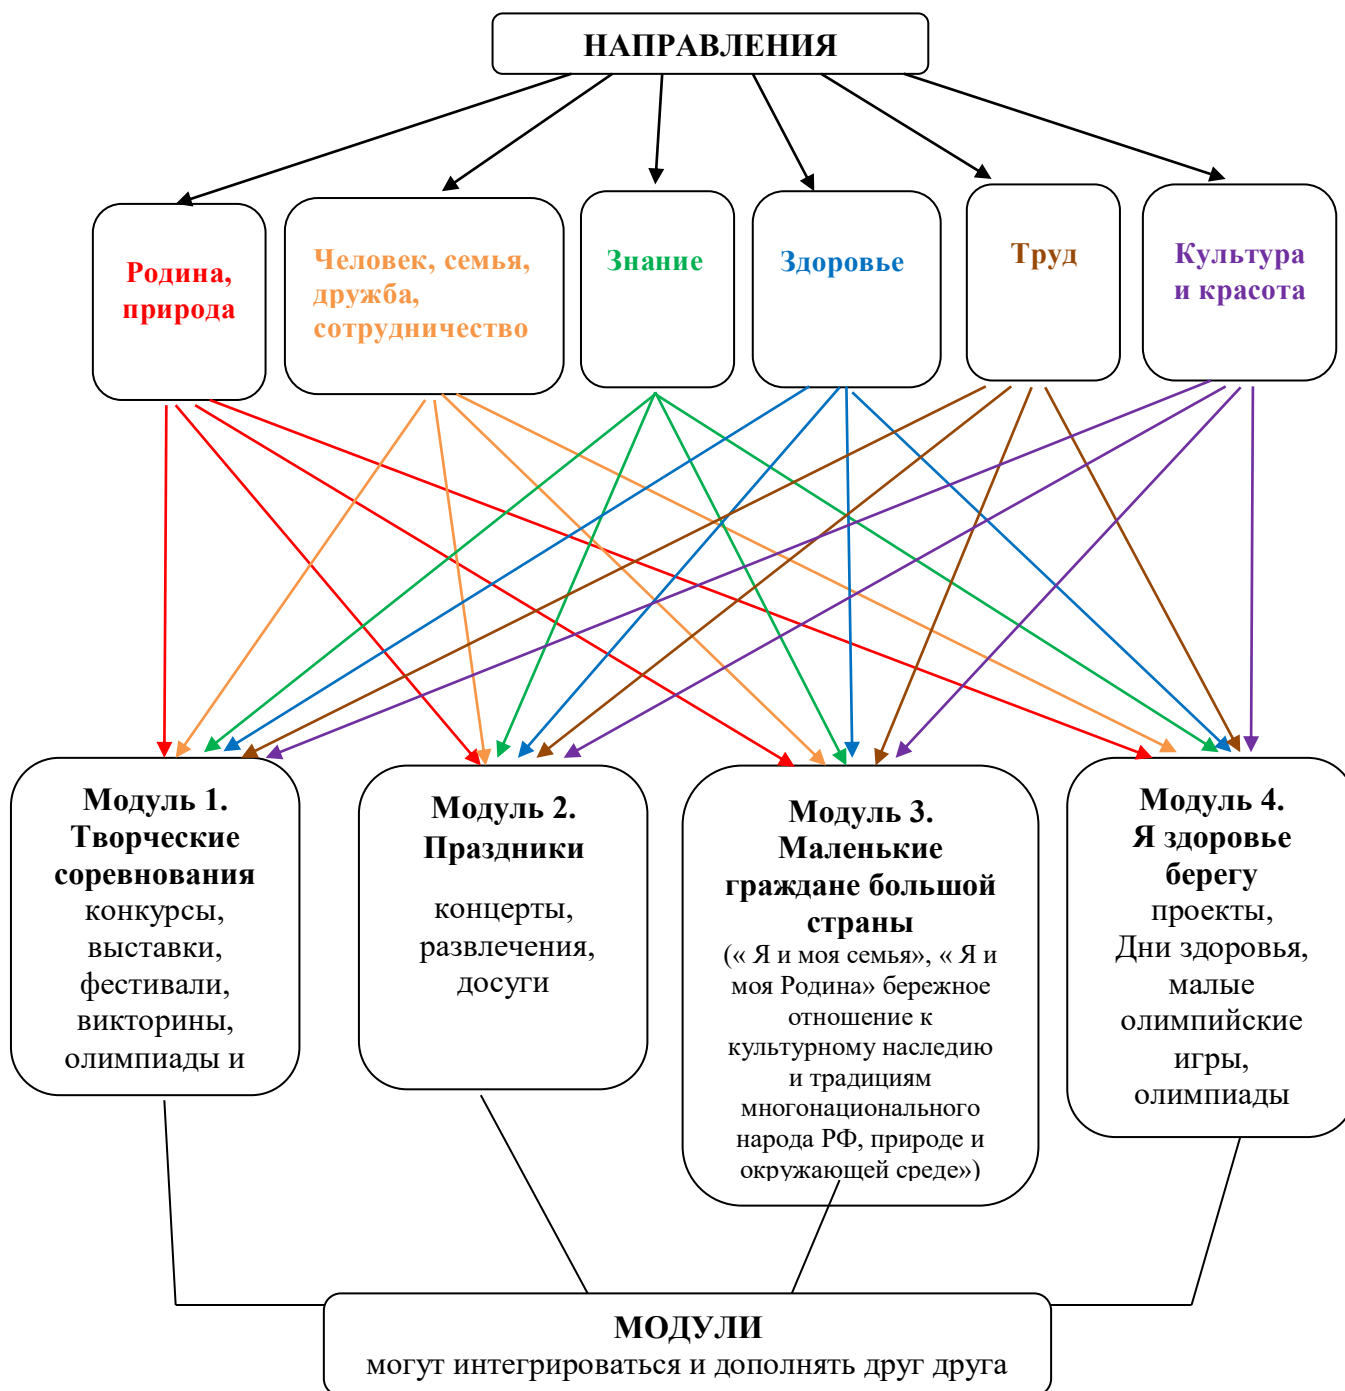 НАПРАВЛЕНИЯ
Родина,
природа
Человек, семья,
дружба,
сотрудничество
Знание
Здоровье
Труд
Культура
и красота
Модуль 1.
Творческие
соревнования
конкурсы,
выставки,
фестивали,
викторины,
олимпиады и
Модуль 2.
Праздники
концерты,
развлечения,
досуги
Модуль 3.
Маленькие
граждане большой
страны
(« Я и моя семья», « Я и
моя Родина» бережное
отношение к
культурному наследию
и традициям
многонационального
народа РФ, природе и
окружающей среде»)
Модуль 4.
Я здоровье
берегу
проекты,
Дни здоровья,
малые
олимпийские
игры,
олимпиады
МОДУЛИ
могут интегрироваться и дополнять друг друга